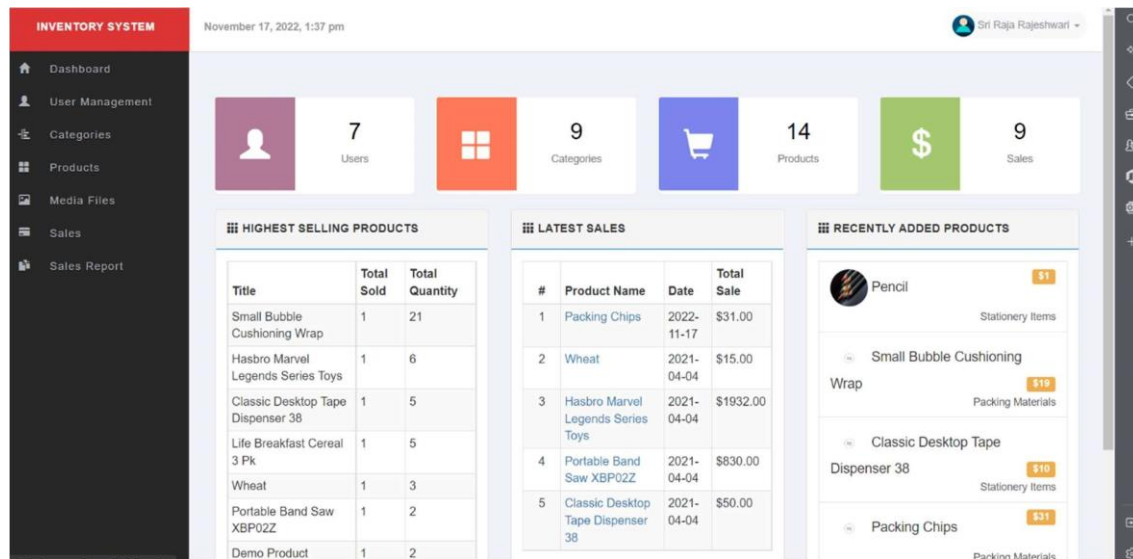 INVENTORY SYSTEM
November 17, 2022, 1:37 pm
Sri Raja Rajeshwari
Dashboard
User Management
Categories
Products
Media Files
Sales
Sales Report
7
Users
9
Categories
14
Products
$
9
Sales
HIGHEST SELLING PRODUCTS
Title Total Sold Total Quantity
Small Bubble Cushioning Wrap 1 21
Hasbro Marvel Legends Series Toys 1 6
Classic Desktop Tape Dispenser 38 1 5
Life Breakfast Cereal 3 Pk 1 5
Wheat 1 3
Portable Band Saw XBP02Z 1 2
Demo Product 1 2
LATEST SALES
# Product Name Date Total Sale
1 Packing Chips 2022-11-17 $31.00
2 Wheat 2021-04-04 $15.00
3 Hasbro Marvel Legends Series Toys 2021-04-04 $1932.00
4 Portable Band Saw XBP02Z 2021-04-04 $830.00
5 Classic Desktop Tape Dispenser 38 2021-04-04 $50.00
RECENTLY ADDED PRODUCTS
Pencil $1
Stationery Items
Small Bubble Cushioning
Wrap $19
Packing Materials
Classic Desktop Tape
Dispenser 38 $10
Stationery Items
Packing Chips $31
Packing Materials